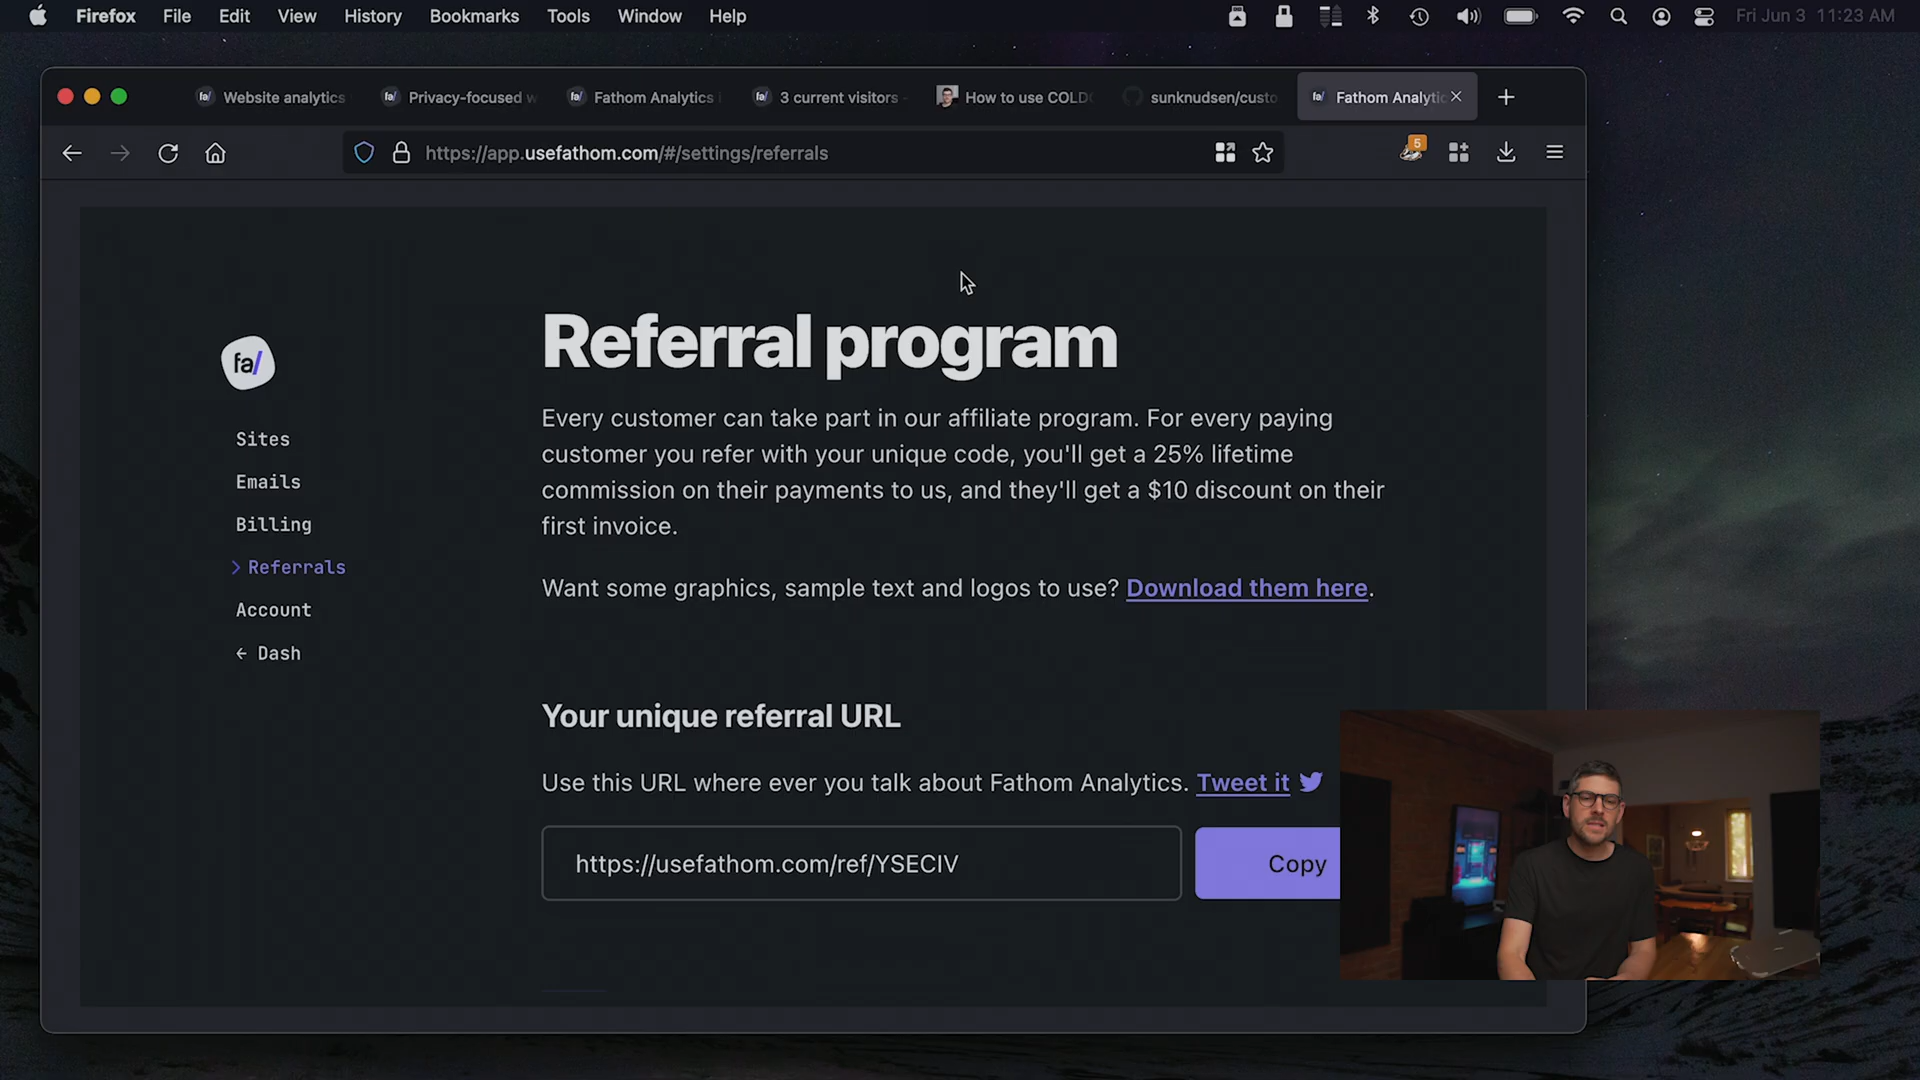 Firefox File Edit View History Bookmarks Tools Window Help Fri Jun 3 11:23 AM
Website analytics Privacy-focused w Fathom Analytics i 3 current visitors - How to use COLD sunknudsen/custo Fathom Analytic
https://app.usefathom.com/#/settings/referrals 5
fa/
Sites
Emails
Billing
> Referrals
Account
← Dash
Referral program
Every customer can take part in our affiliate program. For every paying
customer you refer with your unique code, you'll get a 25% lifetime
commission on their payments to us, and they'll get a $10 discount on their
first invoice.
Want some graphics, sample text and logos to use? Download them here.
Your unique referral URL
Use this URL where ever you talk about Fathom Analytics. Tweet it
https://usefathom.com/ref/YSECIV Copy